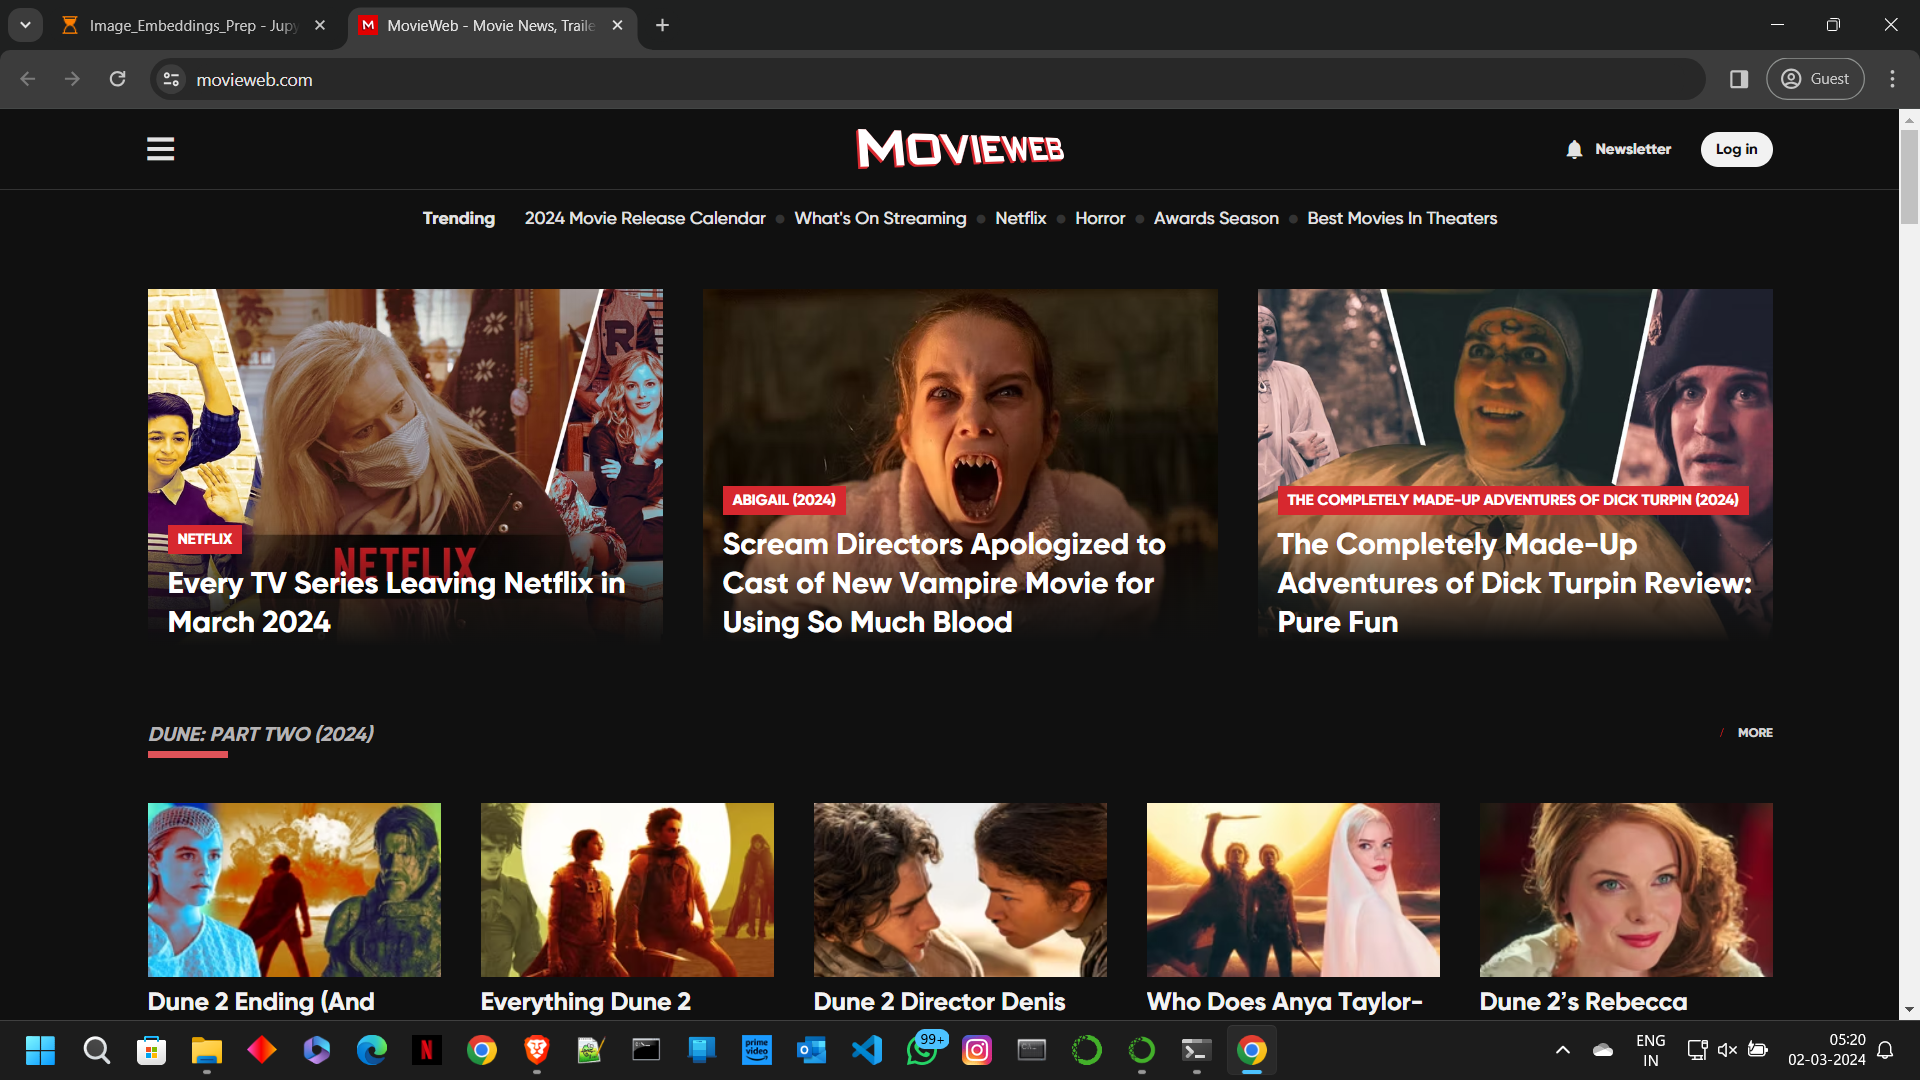 Image_Embeddings_Prep - Jupy
MovieWeb - Movie News, Traile
movieweb.com
Guest
MOVIEWEB
Newsletter
Log in
Trending
2024 Movie Release Calendar
What's On Streaming
Netflix
Horror
Awards Season
Best Movies In Theaters
R
NETFLIX
NETFLIX
Every TV Series Leaving Netflix in
March 2024
ABIGAIL (2024)
Scream Directors Apologized to
Cast of New Vampire Movie for
Using So Much Blood
THE COMPLETELY MADE-UP ADVENTURES OF DICK TURPIN (2024)
The Completely Made-Up
Adventures of Dick Turpin Review:
Pure Fun
DUNE: PART TWO (2024)
/ MORE
Dune 2 Ending (And
Everything Dune 2
Dune 2 Director Denis
Who Does Anya Taylor-
Dune 2’s Rebecca
prime video
99+
ENG
IN
05:20
02-03-2024